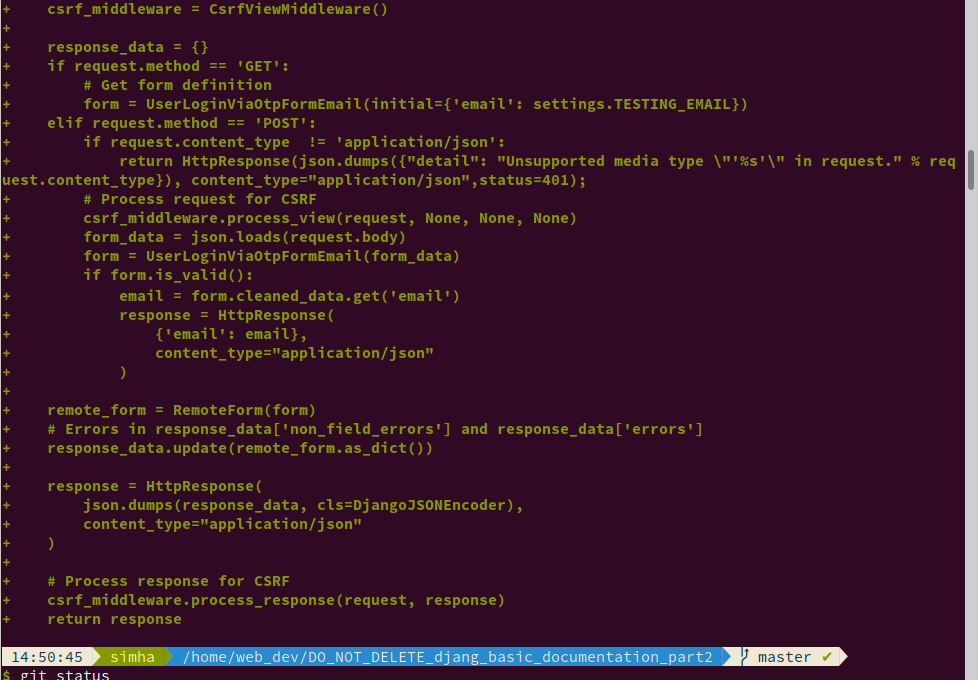 +    csrf_middleware = CsrfViewMiddleware()
+
+    response_data = {}
+    if request.method == 'GET':
+        # Get form definition
+        form = UserLoginViaOtpFormEmail(initial={'email': settings.TESTING_EMAIL})
+    elif request.method == 'POST':
+        if request.content_type  != 'application/json':
+            return HttpResponse(json.dumps({"detail": "Unsupported media type \"'%s'\" in request." % req
uest.content_type}), content_type="application/json",status=401);
+        # Process request for CSRF
+        csrf_middleware.process_view(request, None, None, None)
+        form_data = json.loads(request.body)
+        form = UserLoginViaOtpFormEmail(form_data)
+        if form.is_valid():
+            email = form.cleaned_data.get('email')
+            response = HttpResponse(
+                {'email': email},
+                content_type="application/json"
+            )
+
+    remote_form = RemoteForm(form)
+    # Errors in response_data['non_field_errors'] and response_data['errors']
+    response_data.update(remote_form.as_dict())
+
+    response = HttpResponse(
+        json.dumps(response_data, cls=DjangoJSONEncoder),
+        content_type="application/json"
+    )
+
+    # Process response for CSRF
+    csrf_middleware.process_response(request, response)
+    return response
14:50:45 simha /home/web_dev/DO_NOT_DELETE_djang_basic_documentation_part2 master ✔
$ git status